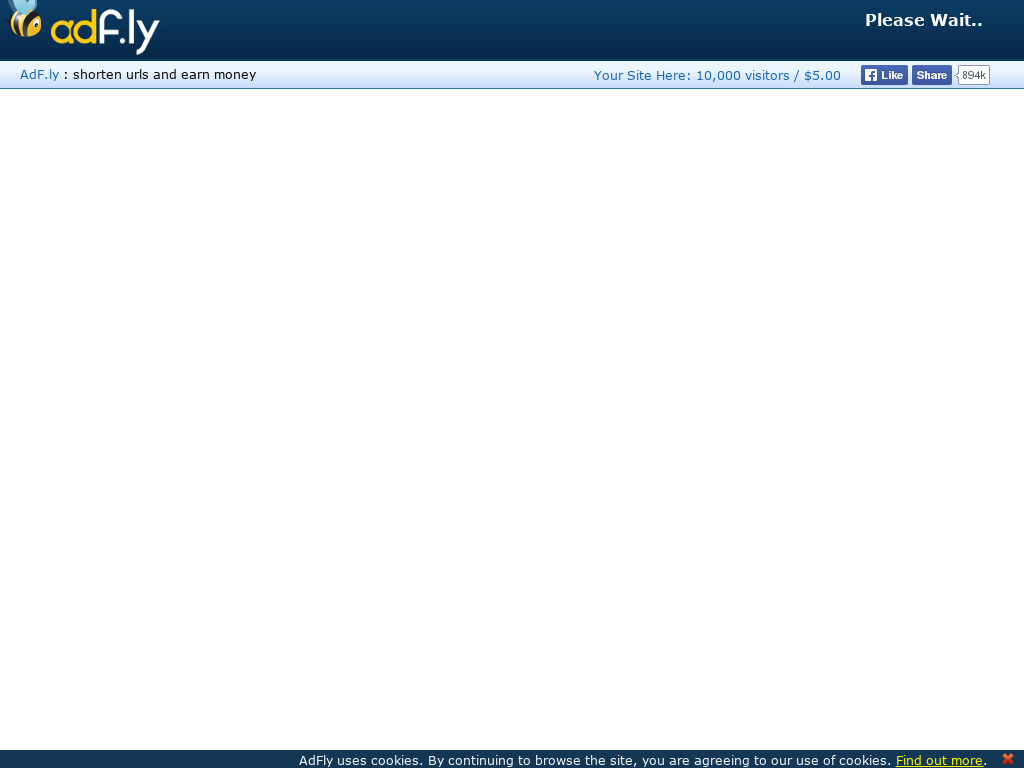 adf.ly
Please Wait..
AdF.ly : shorten urls and earn money
Your Site Here: 10,000 visitors / $5.00
Like
Share
894k
AdFly uses cookies. By continuing to browse the site, you are agreeing to our use of cookies. Find out more.